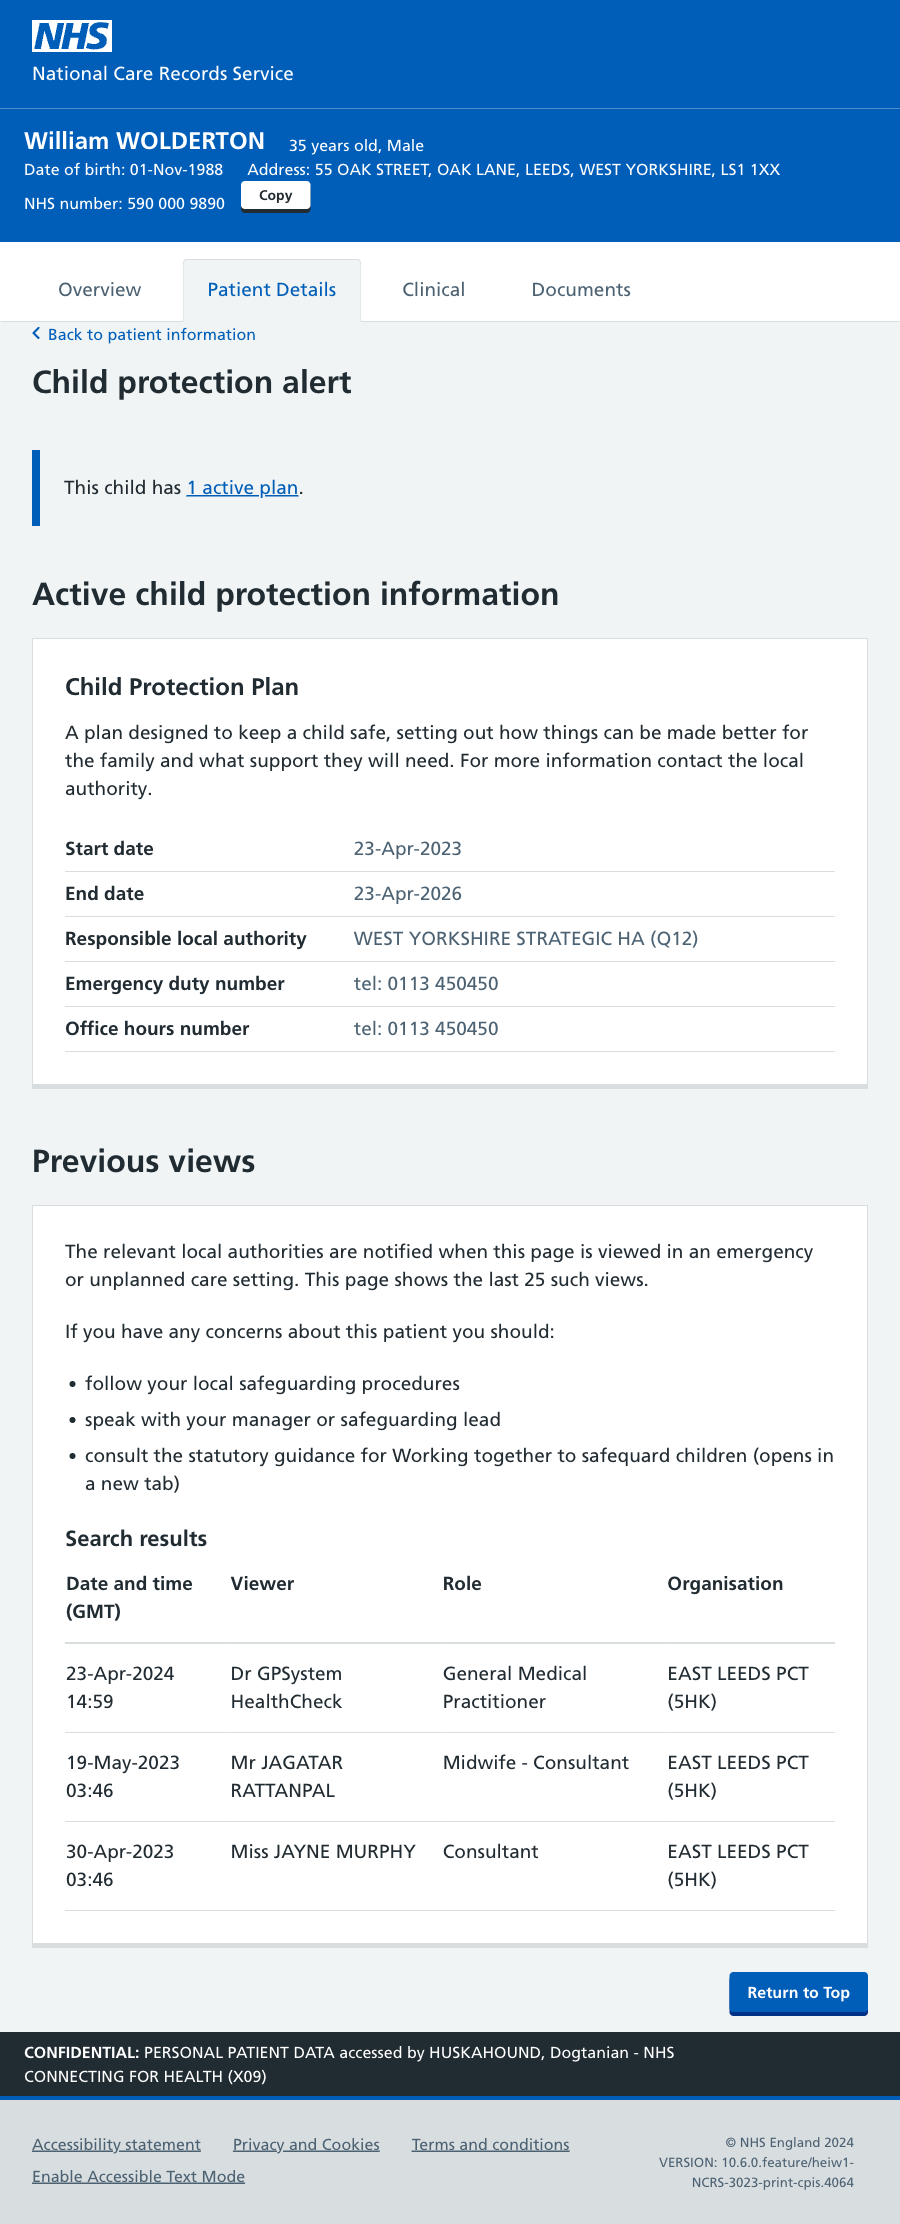 NHS
National Care Records Service
William WOLDERTON 35 years old, Male
Date of birth: 01-Nov-1988 Address: 55 OAK STREET, OAK LANE, LEEDS, WEST YORKSHIRE, LS1 1XX
NHS number: 590 000 9890 Copy
Overview Patient Details Clinical Documents
Back to patient information
Child protection alert
This child has 1 active plan.
Active child protection information
Child Protection Plan
A plan designed to keep a child safe, setting out how things can be made better for
the family and what support they will need. For more information contact the local
authority.
Start date 23-Apr-2023
End date 23-Apr-2026
Responsible local authority WEST YORKSHIRE STRATEGIC HA (Q12)
Emergency duty number tel: 0113 450450
Office hours number tel: 0113 450450
Previous views
The relevant local authorities are notified when this page is viewed in an emergency
or unplanned care setting. This page shows the last 25 such views.
If you have any concerns about this patient you should:
• follow your local safeguarding procedures
• speak with your manager or safeguarding lead
• consult the statutory guidance for Working together to safequard children (opens in
a new tab)
Search results
Date and time Viewer Role Organisation
(GMT)
23-Apr-2024 Dr GPSystem General Medical EAST LEEDS PCT
14:59 HealthCheck Practitioner (5HK)
19-May-2023 Mr JAGATAR Midwife - Consultant EAST LEEDS PCT
03:46 RATTANPAL (5HK)
30-Apr-2023 Miss JAYNE MURPHY Consultant EAST LEEDS PCT
03:46 (5HK)
Return to Top
CONFIDENTIAL: PERSONAL PATIENT DATA accessed by HUSKAHOUND, Dogtanian - NHS
CONNECTING FOR HEALTH (X09)
Accessibility statement Privacy and Cookies Terms and conditions
Enable Accessible Text Mode
© NHS England 2024
VERSION: 10.6.0.feature/heiw1-
NCRS-3023-print-cpis.4064